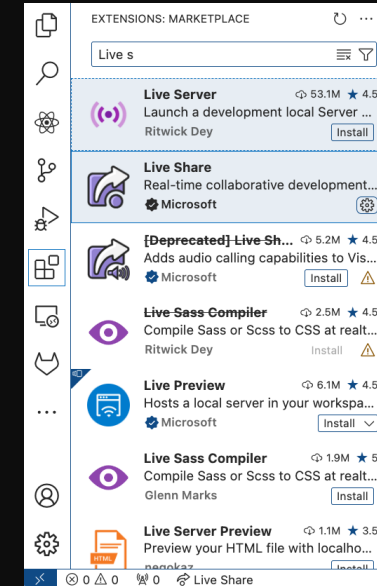 EXTENSIONS: MARKETPLACE
Live s
Live Server 53.1M ★ 4.5
Launch a development local Server ...
Ritwick Dey Install
Live Share
Real-time collaborative development...
Microsoft
[Deprecated] Live Sh... 5.2M ★ 4.5
Adds audio calling capabilities to Vis...
Microsoft Install
Live Sass Compiler 2.5M ★ 4.5
Compile Sass or Scss to CSS at realt...
Ritwick Dey Install
Live Preview 6.1M ★ 4.5
Hosts a local server in your workspa...
Microsoft Install
Live Sass Compiler 1.9M ★ 5
Compile Sass or Scss to CSS at realt...
Glenn Marks Install
Live Server Preview 1.1M ★ 3.5
HTML
Preview your HTML file with localho...
negokaz Install
0 0 0 Live Share